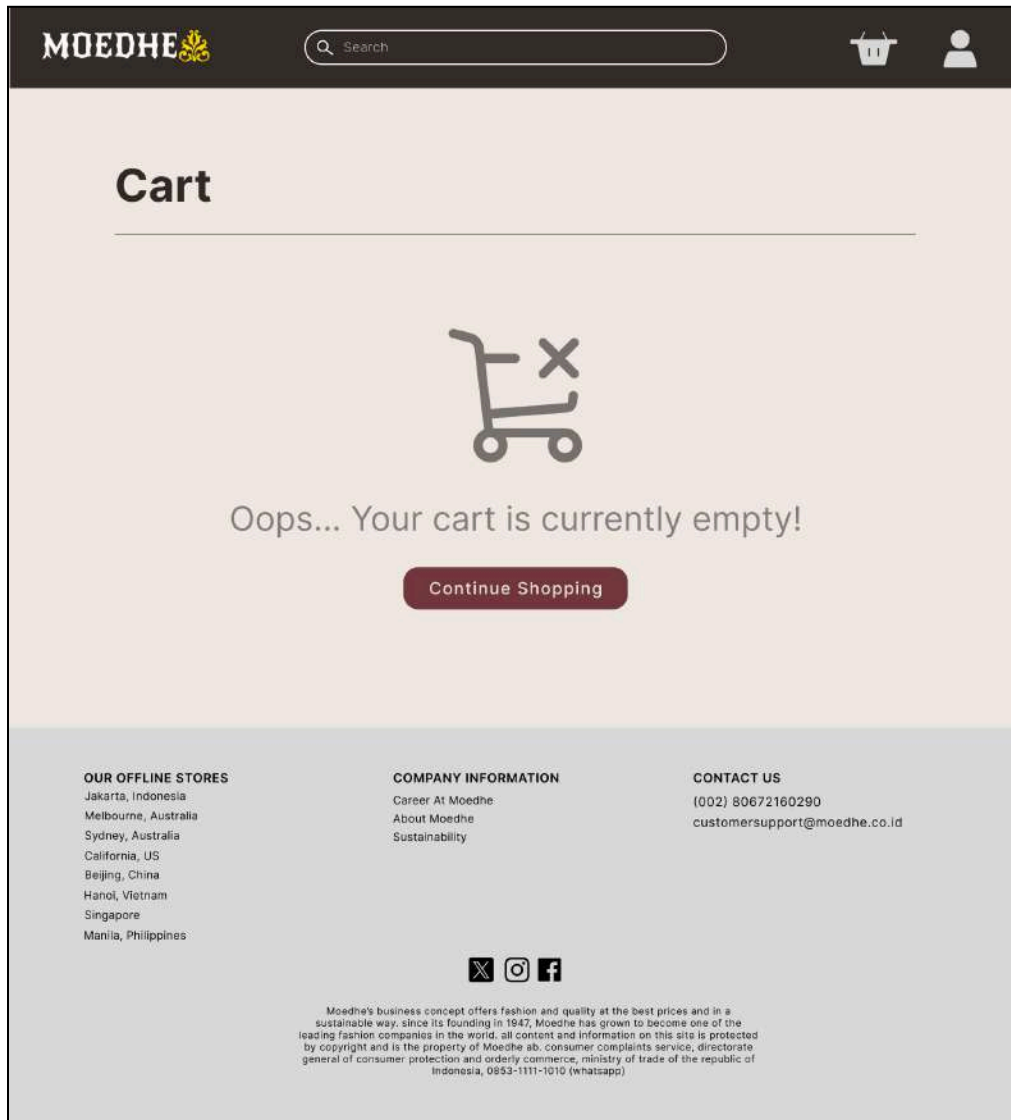 MOEDHE
Search
Cart
Oops... Your cart is currently empty!
Continue Shopping
OUR OFFLINE STORES
Jakarta, Indonesia
Melbourne, Australia
Sydney, Australia
California, US
Beijing, China
Hanoi, Vietnam
Singapore
Manila, Philippines
COMPANY INFORMATION
Career At Moedhe
About Moedhe
Sustainability
CONTACT US
(002) 80672160290
customersupport@moedhe.co.id
Moedhe's business concept offers fashion and quality at the best prices and in a
sustainable way. since its founding in 1947, Moedhe has grown to become one of the
leading fashion companies in the world. all content and information on this site is protected
by copyright and is the property of Moedhe ab. consumer complaints service, directorate
general of consumer protection and orderly commerce, ministry of trade of the republic of
Indonesia, 0853-1111-1010 (whatsapp)